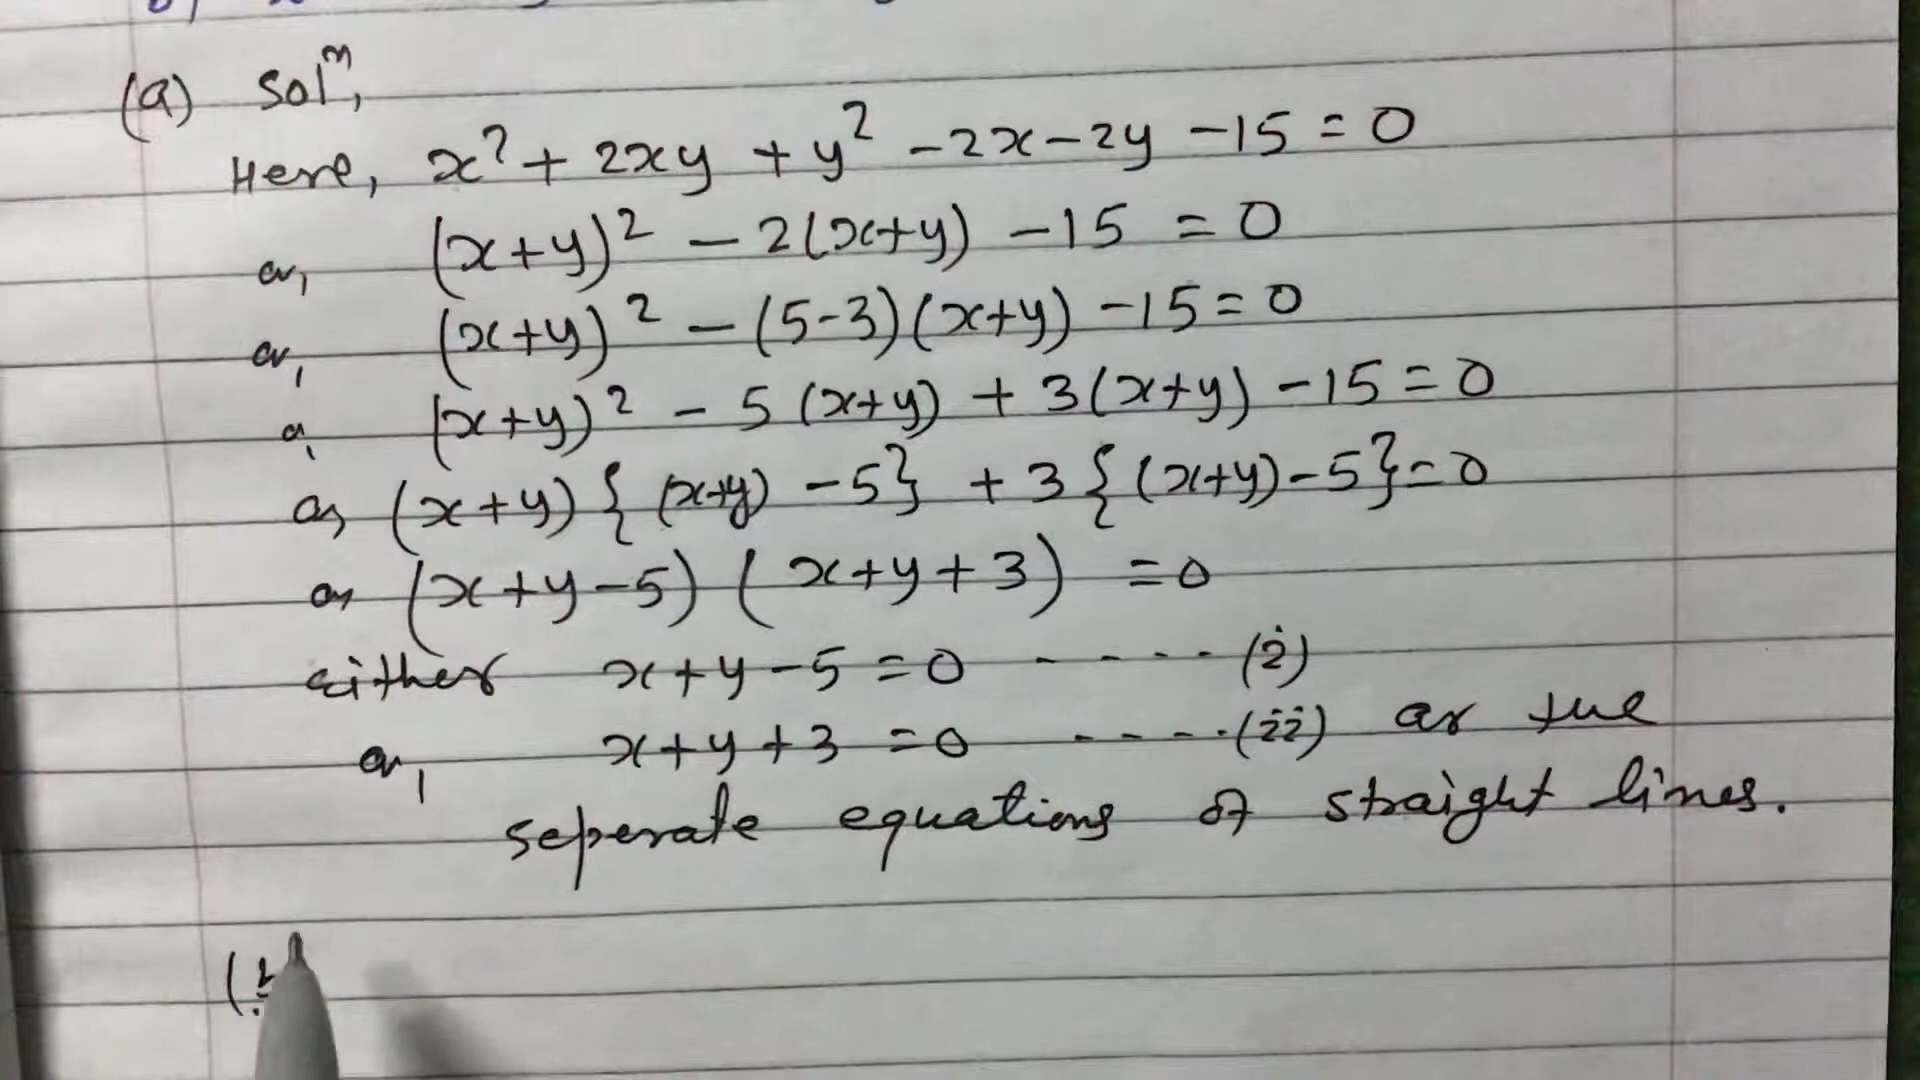 (a) Solⁿ,
Here, x² + 2xy + y² - 2x - 2y - 15 = 0
or, (x+y)² - 2(x+y) - 15 = 0
or, (x+y)² - (5-3)(x+y) - 15 = 0
or, (x+y)² - 5(x+y) + 3(x+y) - 15 = 0
or, (x+y){(x+y) - 5} + 3{(x+y) - 5} = 0
or (x+y-5)(x+y+3) = 0
either x+y-5 = 0 ----- (i)
or, x+y+3 = 0 ----- (ii) are the
seperate equations of straight lines.